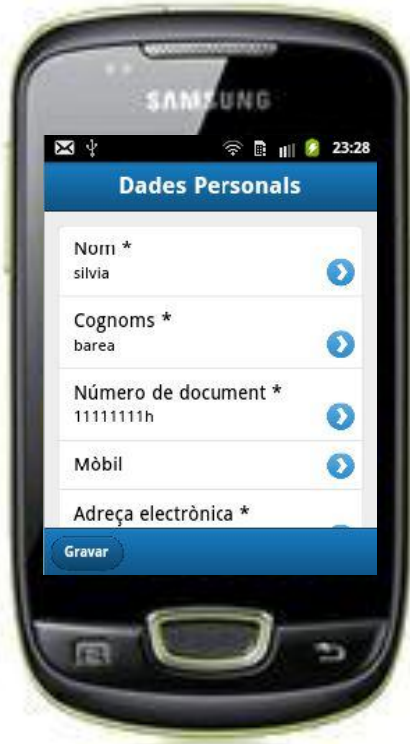 SAMSUNG
23:28
Dades Personals
Nom *
silvia
Cognoms *
barea
Número de document *
11111111h
Mòbil
Adreça electrònica *
Gravar